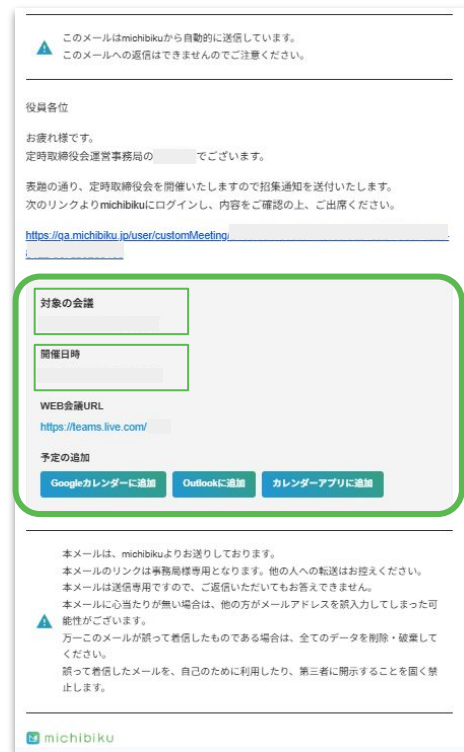 このメールはmichibikuから自動的に送信しています。
このメールへの返信はできませんのでご注意ください。
役員各位
お疲れ様です。
定時取締役会運営事務局の でございます。
表題の通り、定時取締役会を開催いたしますので招集通知を送付いたします。
次のリンクよりmichibikuにログインし、内容をご確認の上、ご出席ください。
https://qa.michibiku.jp/user/customMeeting/
対象の会議
開催日時
WEB会議URL
https://teams.live.com/
予定の追加
Googleカレンダーに追加 Outlookに追加 カレンダーアプリに追加
本メールは、michibikuよりお送りしております。
本メールのリンクは事務局様専用となります。他の人への転送はお控えください。
本メールは送信専用ですので、ご返信いただいてもお答えできません。
本メールに心当たりが無い場合は、他の方がメールアドレスを誤入力してしまった可
能性がございます。
万一このメールが誤って着信したものである場合は、全てのデータを削除・破棄して
ください。
誤って着信したメールを、自己のために利用したり、第三者に開示することを固く禁
止します。
michibiku